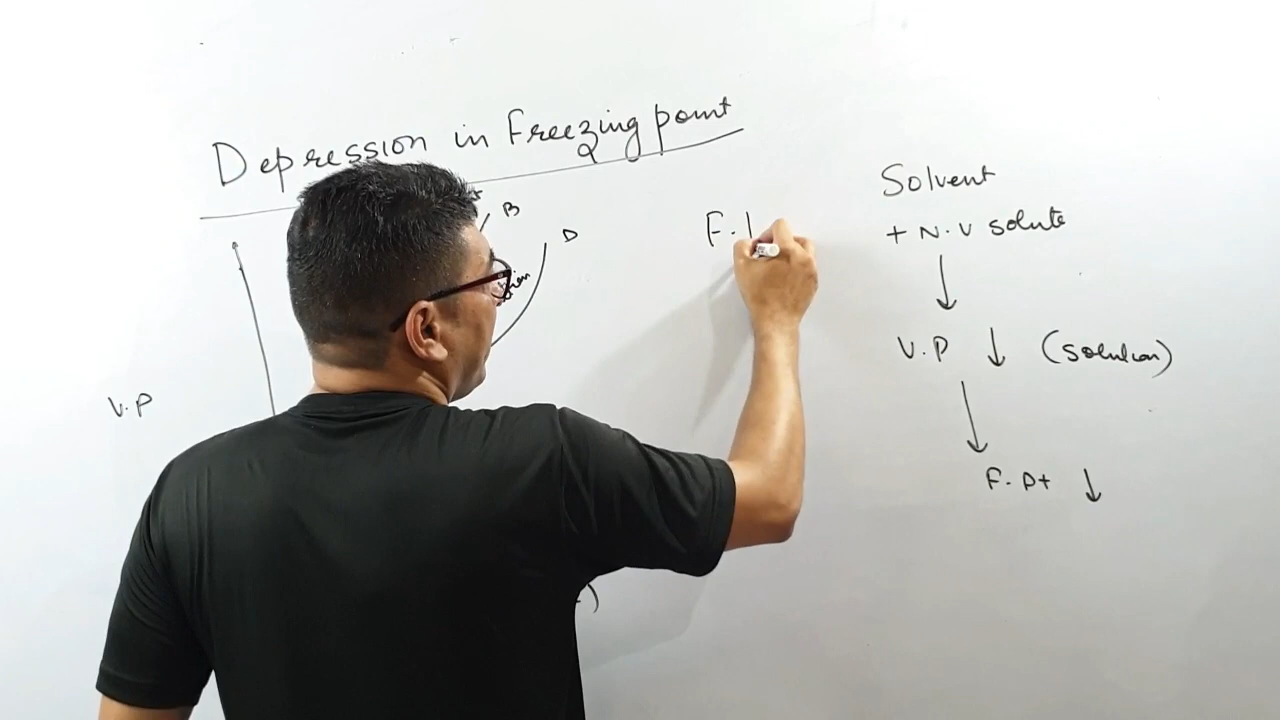 Depression in Freezing point
B
D
V.P
F.
Solvent
+ N.V solute
↓
V.P ↓ (solution)
↓
F. pt ↓